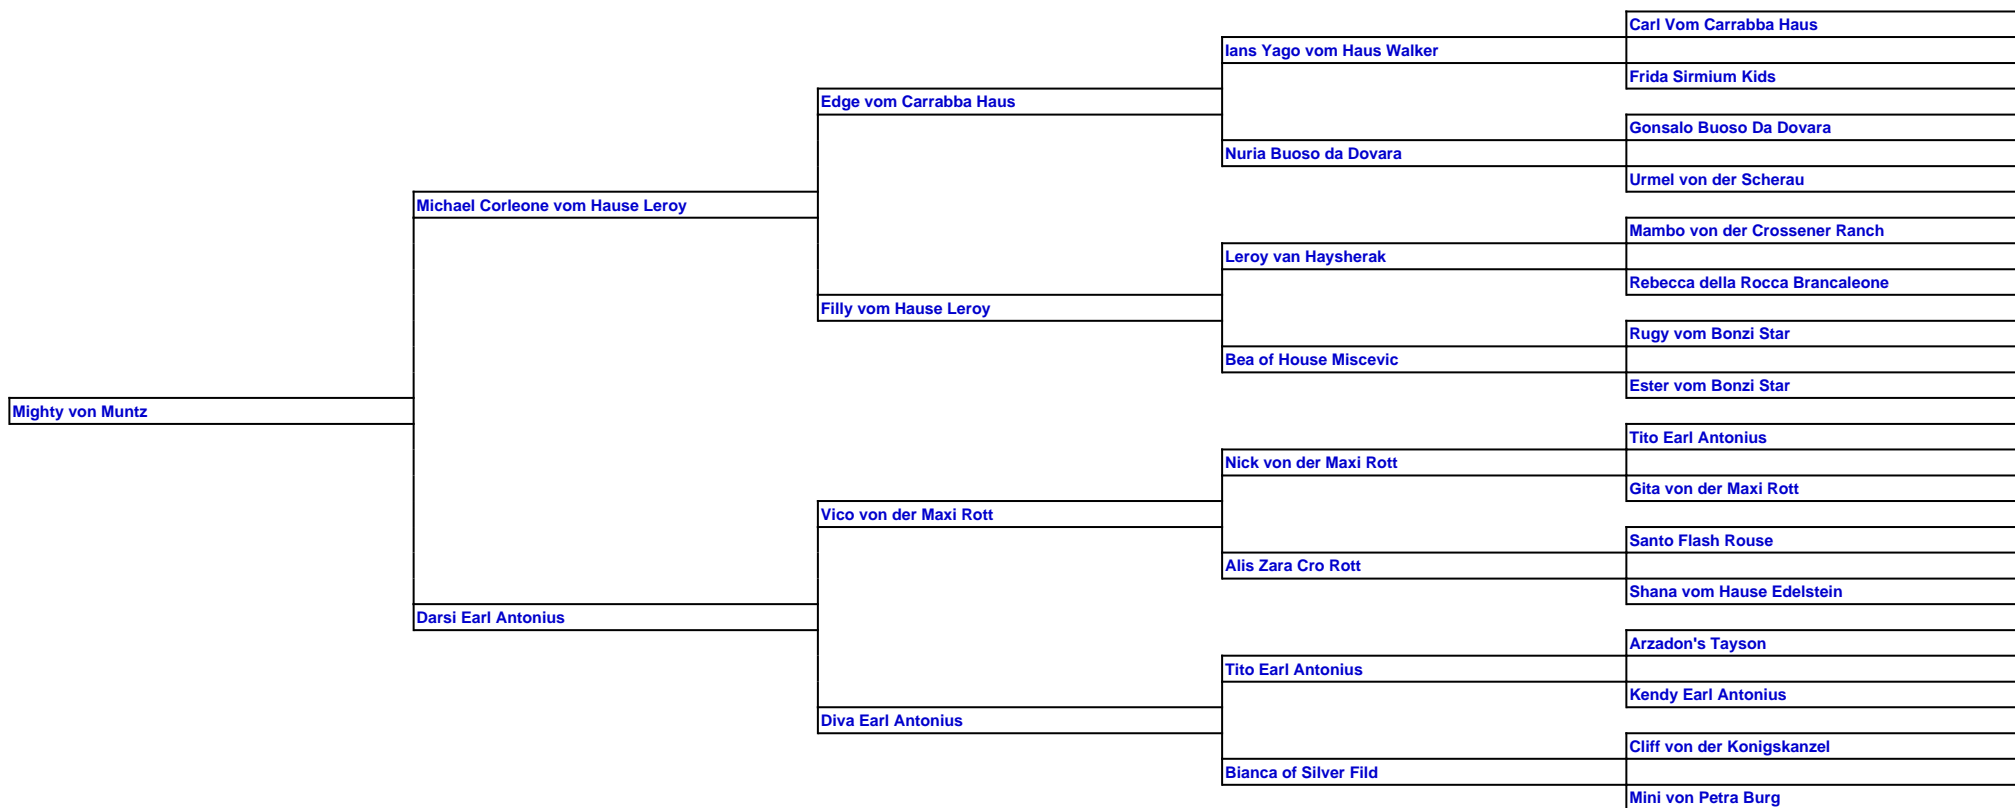 Carl Vom Carrabba Haus
Ians Yago vom Haus Walker
Frida Sirmium Kids
Edge vom Carrabba Haus
Gonsalo Buoso Da Dovara
Nuria Buoso da Dovara
Urmel von der Scherau
Michael Corleone vom Hause Leroy
Mambo von der Crossener Ranch
Leroy van Haysherak
Rebecca della Rocca Brancaleone
Filly vom Hause Leroy
Rugy vom Bonzi Star
Bea of House Miscevic
Ester vom Bonzi Star
Mighty von Muntz
Tito Earl Antonius
Nick von der Maxi Rott
Gita von der Maxi Rott
Vico von der Maxi Rott
Santo Flash Rouse
Alis Zara Cro Rott
Shana vom Hause Edelstein
Darsi Earl Antonius
Arzadon's Tayson
Tito Earl Antonius
Kendy Earl Antonius
Diva Earl Antonius
Cliff von der Konigskanzel
Bianca of Silver Fild
Mini von Petra Burg